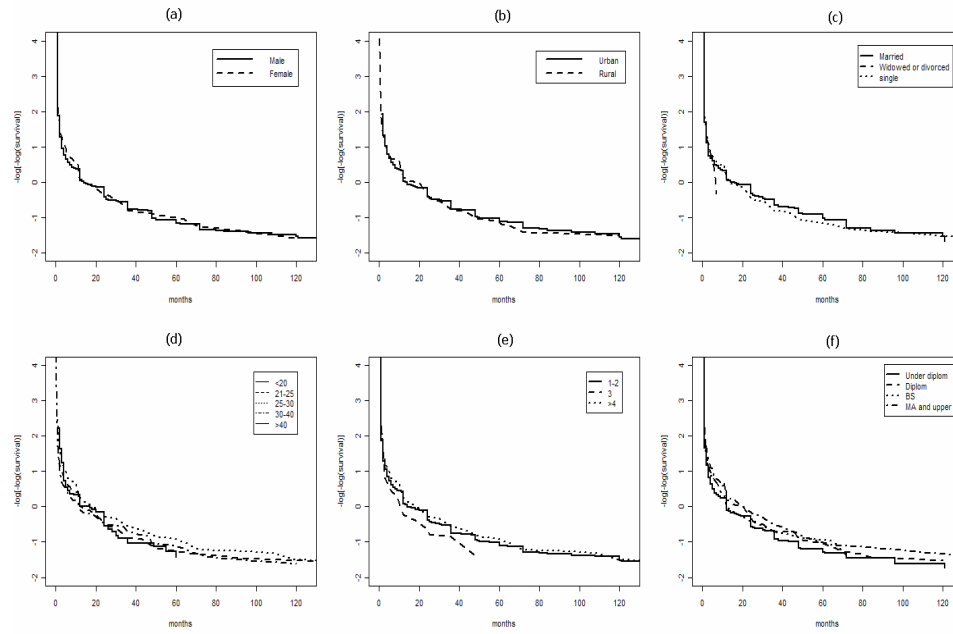 (a)
(b)
(c)
-log[-log(survival)]
4
3
2
1
0
-1
-2
Male
Female
0 20 40 60 80 100 120
months
-log[-log(survival)]
4
3
2
1
0
-1
-2
Urban
Rural
0 20 40 60 80 100 120
months
-log[-log(survival)]
4
3
2
1
0
-1
-2
Married
Widowed or divorced
single
0 20 40 60 80 100 120
months
(d)
(e)
(f)
-log[-log(survival)]
4
3
2
1
0
-1
-2
<20
21-25
25-30
30-40
>40
0 20 40 60 80 100 120
months
-log[-log(survival)]
4
3
2
1
0
-1
-2
1-2
3
>4
0 20 40 60 80 100 120
months
-log[-log(survival)]
4
3
2
1
0
-1
-2
Under diplom
Diplom
BS
MA and upper
0 20 40 60 80 100 120
months